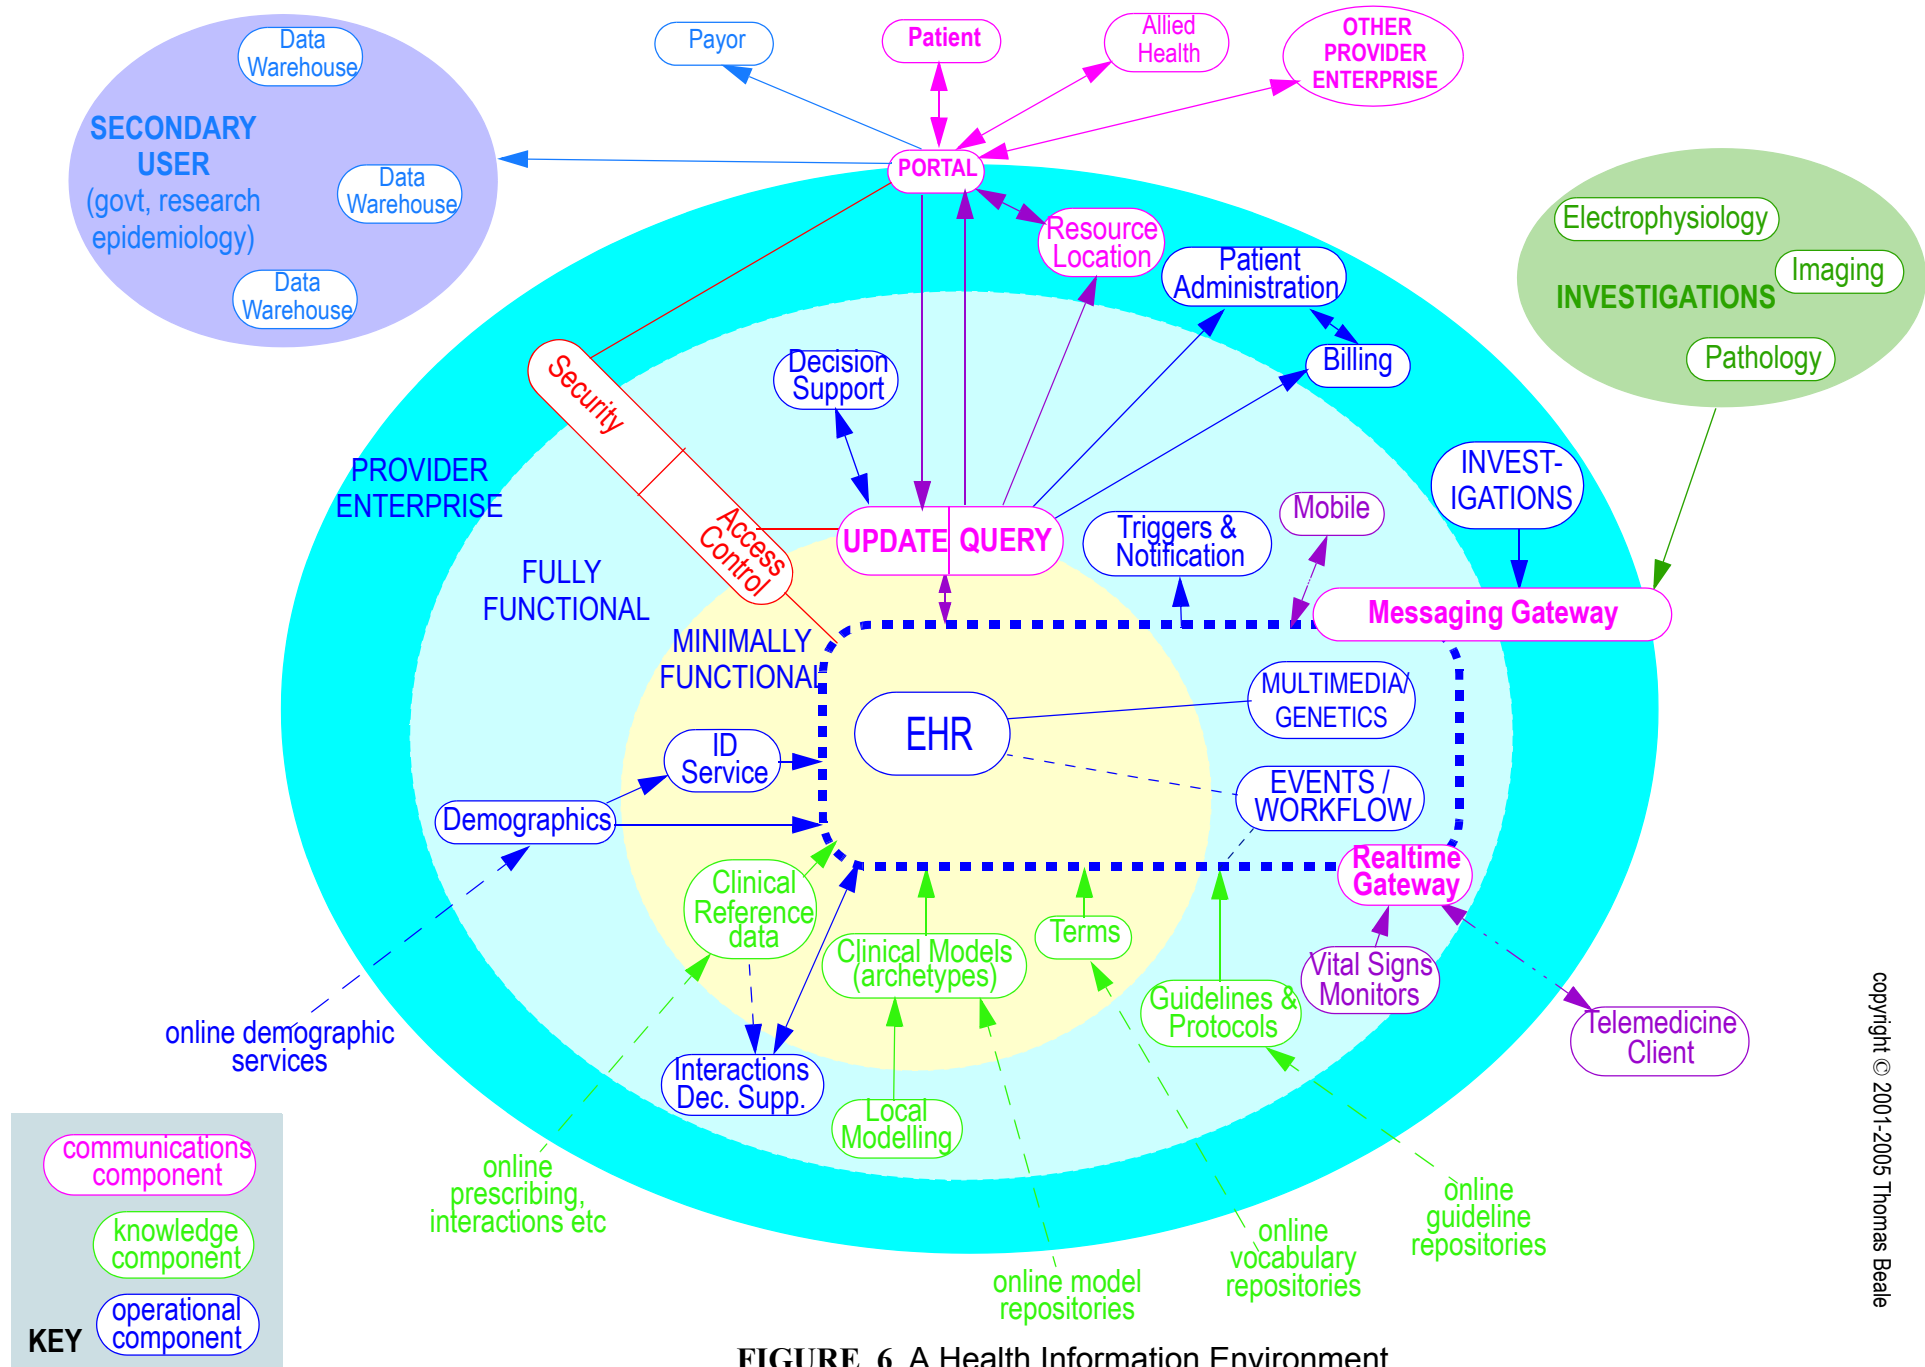 Data
Warehouse
SECONDARY
USER
(govt, research
epidemiology)
Data
Warehouse
Data
Warehouse
Payor
Patient
Allied
Health
OTHER
PROVIDER
ENTERPRISE
PORTAL
Resource
Location
Patient
Administration
Billing
Electrophysiology
Imaging
INVESTIGATIONS
Pathology
Security
Access
Control
Decision
Support
PROVIDER
ENTERPRISE
FULLY
FUNCTIONAL
MINIMALLY
FUNCTIONAL
UPDATE
QUERY
Triggers &
Notification
Mobile
INVEST-
IGATIONS
Messaging Gateway
EHR
MULTIMEDIA/
GENETICS
EVENTS /
WORKFLOW
ID
Service
Demographics
Realtime
Gateway
Clinical
Reference
data
Clinical Models
(archetypes)
Terms
Guidelines &
Protocols
Vital Signs
Monitors
Telemedicine
Client
online demographic
services
Interactions
Dec. Supp.
Local
Modelling
online
prescribing,
interactions etc
online model
repositories
online
vocabulary
repositories
online
guideline
repositories
copyright © 2001-2005 Thomas Beale
communications
component
knowledge
component
operational
component
KEY
FIGURE 6 A Health Information Environment